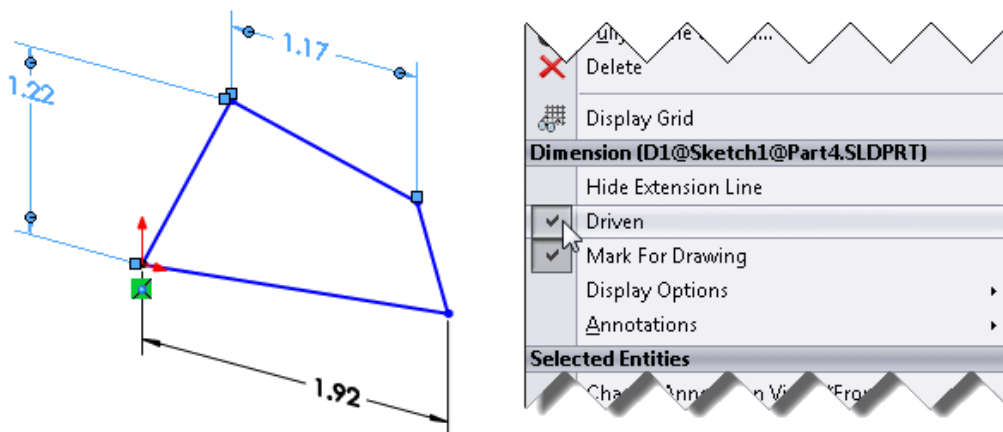 1.17
1.22
1.92
Delete
Display Grid
Dimension (D1@Sketch1@Part4.SLDPRT)
Hide Extension Line
Driven
Mark For Drawing
Display Options
Annotations
Selected Entities